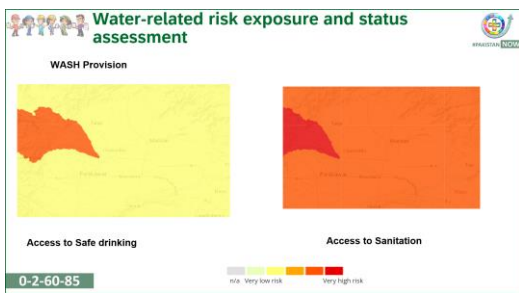 Water-related risk exposure and status
assessment
#PAKISTAN NOW
WASH Provision
Access to Safe drinking
Access to Sanitation
0-2-60-85
n/a Very low risk Very high risk